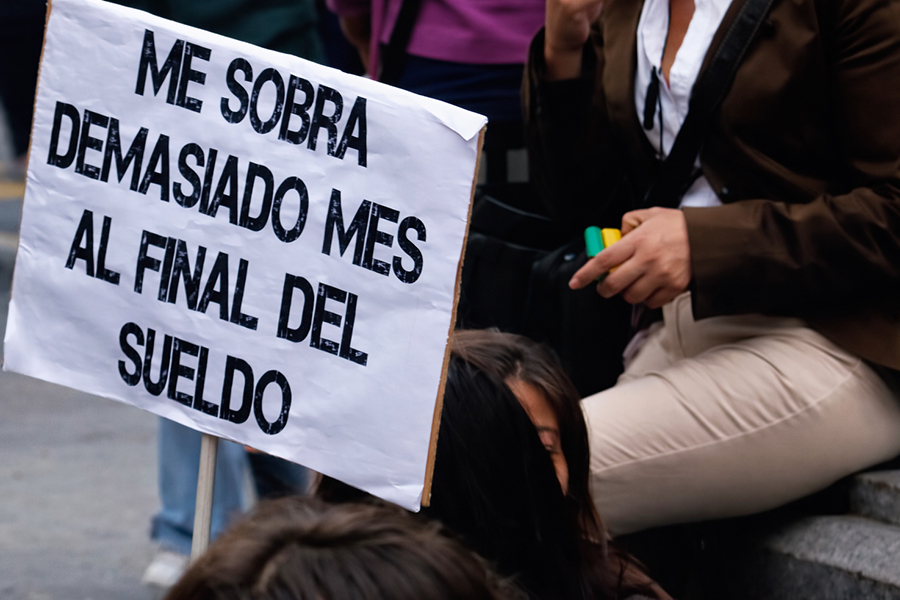 ME SOBRA
DEMASIADO MES
AL FINAL DEL
SUELDO